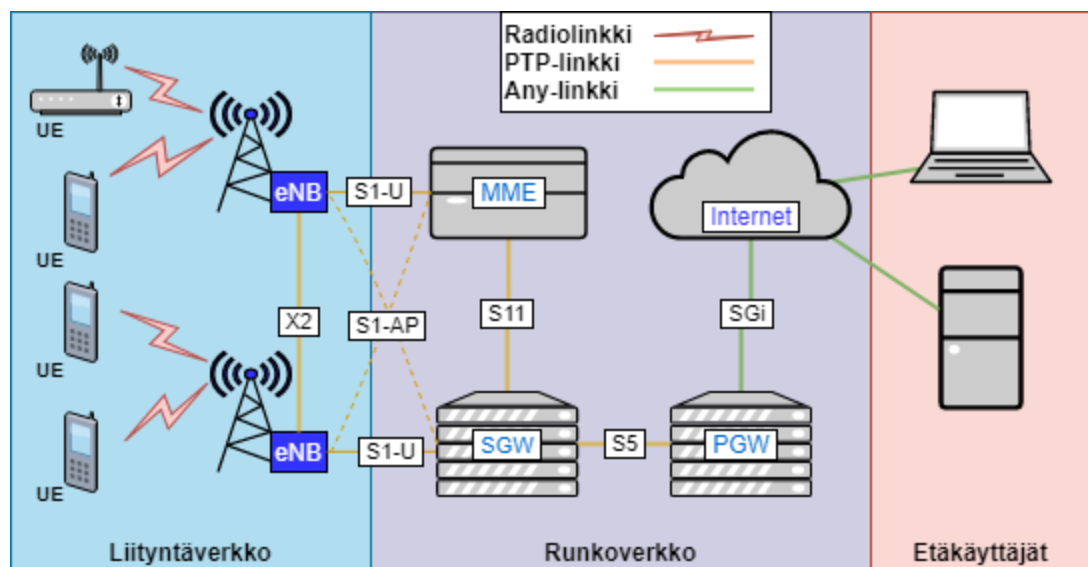 Radiolinkki
PTP-linkki
Any-linkki
UE
UE
UE
UE
eNB
S1-U
MME
Internet
X2
S1-AP
S11
SGi
eNB
S1-U
SGW
S5
PGW
Liityntäverkko
Runkoverkko
Etäkäyttäjät